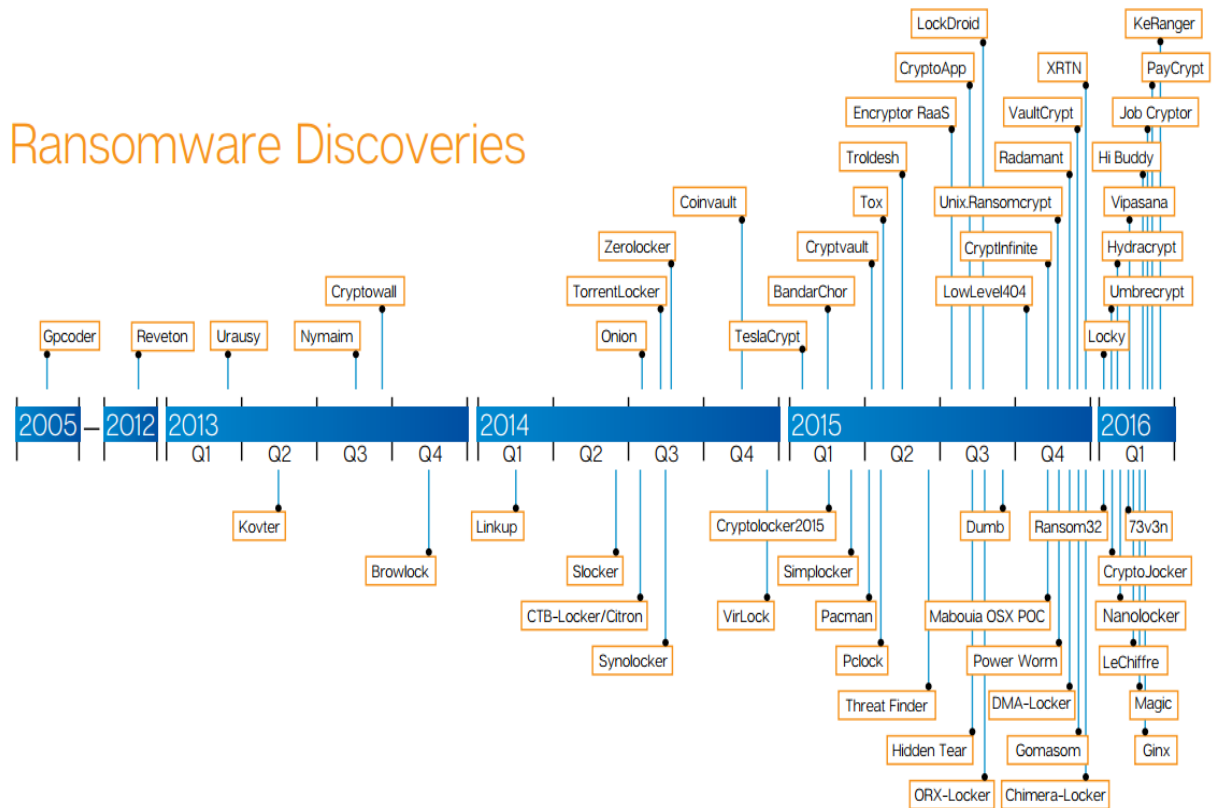 LockDroid
KeRanger
CryptoApp
XRTN
PayCrypt
Encryptor RaaS
VaultCrypt
Job Cryptor
Ransomware Discoveries
Troldesh
Radamant
Hi Buddy
Coinvault
Tox
Unix.Ransomcrypt
Vipasana
Zerolocker
Cryptvault
CryptInfinite
Hydracrypt
Cryptowall
TorrentLocker
BandarChor
LowLevel404
Umbrecrypt
Gpcoder
Reveton
Urausy
Nymaim
Onion
TeslaCrypt
Locky
2005 – 2012 2013 2014 2015 2016
Q1 Q2 Q3 Q4 Q1 Q2 Q3 Q4 Q1 Q2 Q3 Q4 Q1
Kovter
Linkup
Cryptolocker2015
Dumb
Ransom32
73v3n
Browlock
Slocker
Simplocker
CryptoJocker
CTB-Locker/Citron
VirLock
Pacman
Mabouia OSX POC
Nanolocker
Synolocker
Pclock
Power Worm
LeChiffre
Threat Finder
DMA-Locker
Magic
Hidden Tear
Gomasom
Ginx
ORX-Locker
Chimera-Locker